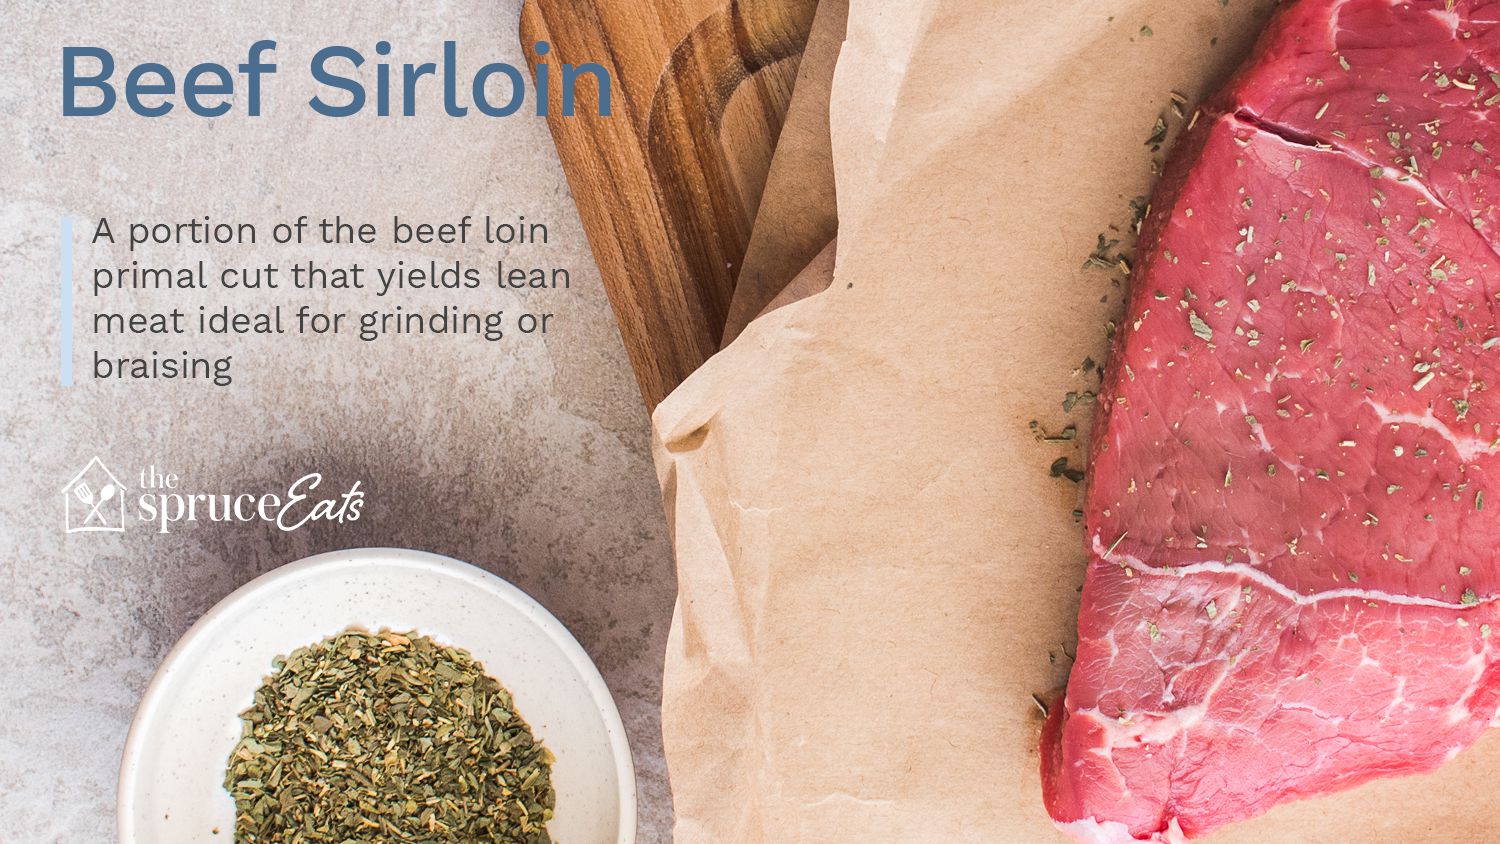 Beef Sirloin
A portion of the beef loin
primal cut that yields lean
meat ideal for grinding or
braising
the
spruceEats